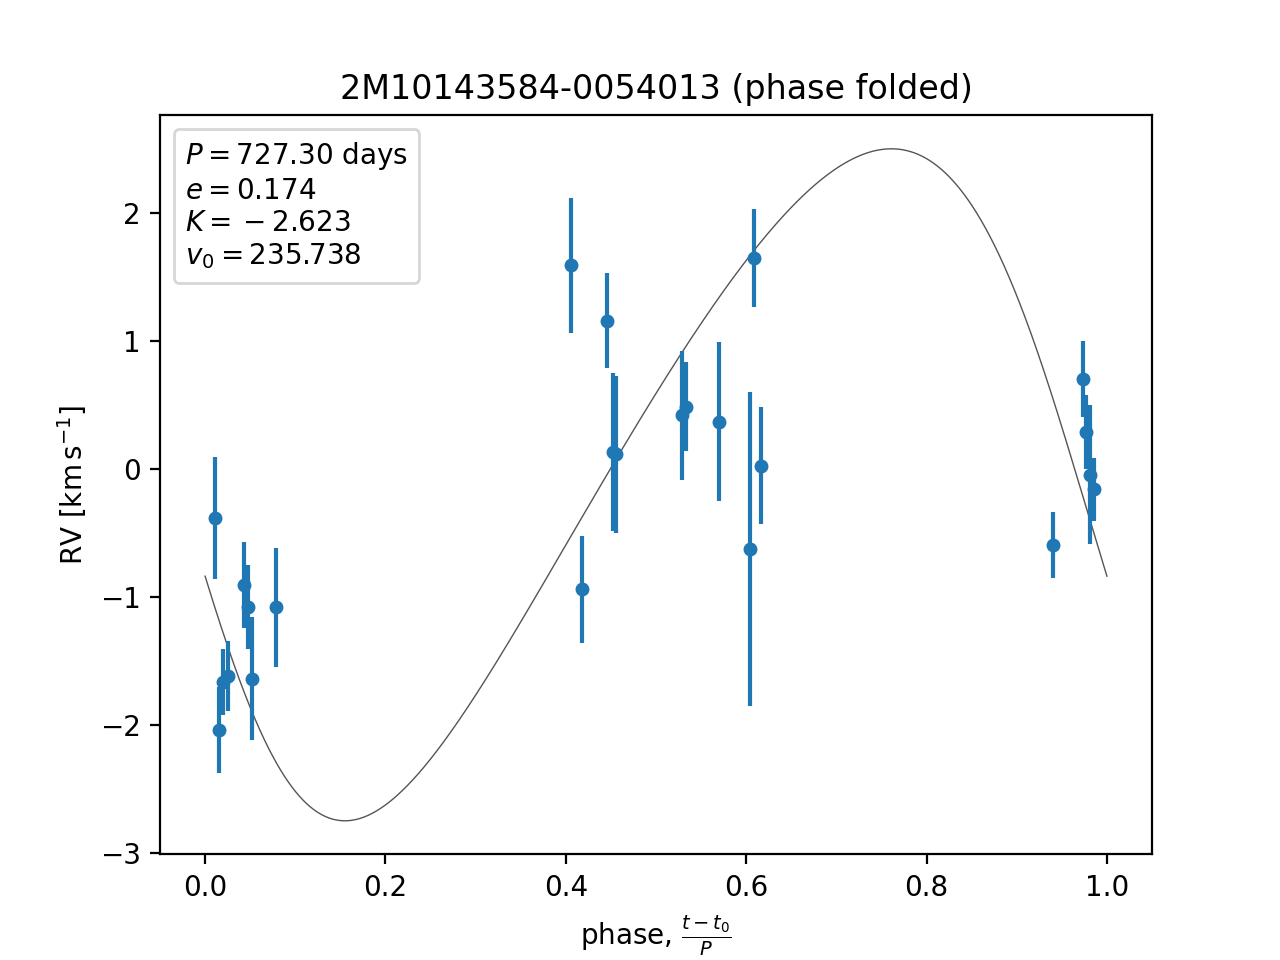 2M10143584-0054013 (phase folded)
P = 727.30 days
e = 0.174
K = −2.623
v₀ = 235.738
2
1
0
−1
−2
−3
RV [km s⁻¹]
0.0 0.2 0.4 0.6 0.8 1.0
phase, (t − t₀)/P